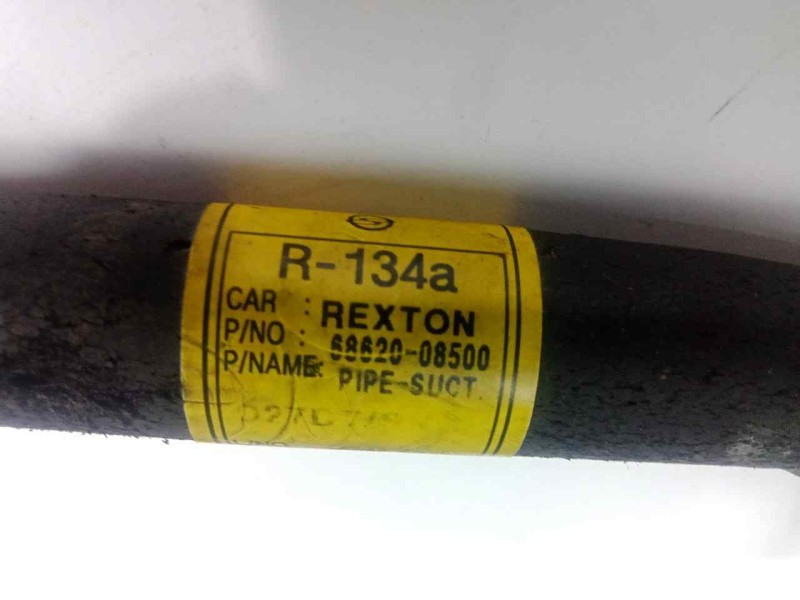 R-134a
CAR : REXTON
P/NO : 68620-08500
P/NAME: PIPE-SUCT.